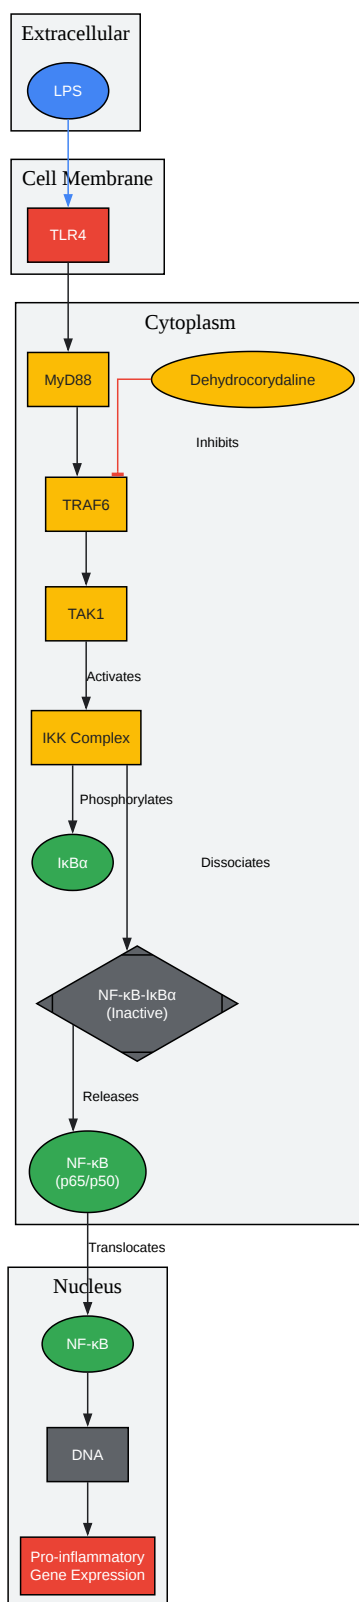 Extracellular
LPS
Cell Membrane
TLR4
Cytoplasm
MyD88
Dehydrocorydaline
Inhibits
TRAF6
TAK1
Activates
IKK Complex
Phosphorylates
IκBα
Dissociates
NF-κB-IκBα
(Inactive)
Releases
NF-κB
(p65/p50)
Translocates
Nucleus
NF-κB
DNA
Pro-inflammatory
Gene Expression